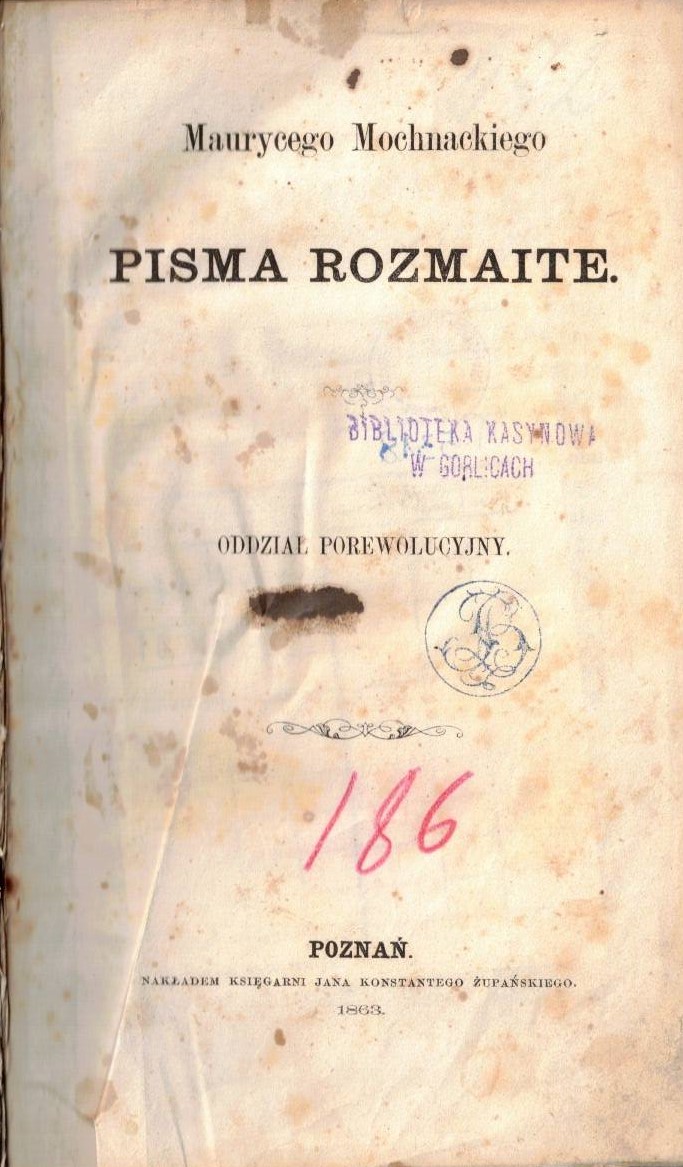 Maurycego Mochnackiego
PISMA ROZMAITE.
BIBLIOTEKA KASYNOWA
W GORLICACH
ODDZIAŁ POREWOLUCYJNY.
186
POZNAŃ.
NAKŁADEM KSIĘGARNI JANA KONSTANTEGO ŻUPAŃSKIEGO.
1863.